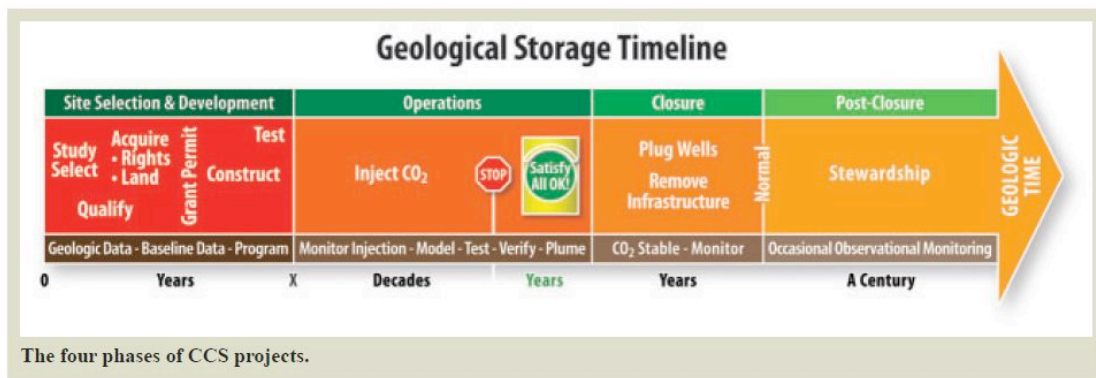 Geological Storage Timeline
Site Selection & Development
Operations
Closure
Post-Closure
Study
Select
Acquire
• Rights
• Land
Qualify
Grant Permit
Test
Construct
Inject CO₂
STOP
Satisfy
All OK!
Plug Wells
Remove
Infrastructure
Normal
Stewardship
GEOLOGIC
TIME
Geologic Data - Baseline Data - Program
Monitor Injection - Model - Test - Verify - Plume
CO₂ Stable - Monitor
Occasional Observational Monitoring
0
Years
X
Decades
Years
Years
A Century
The four phases of CCS projects.